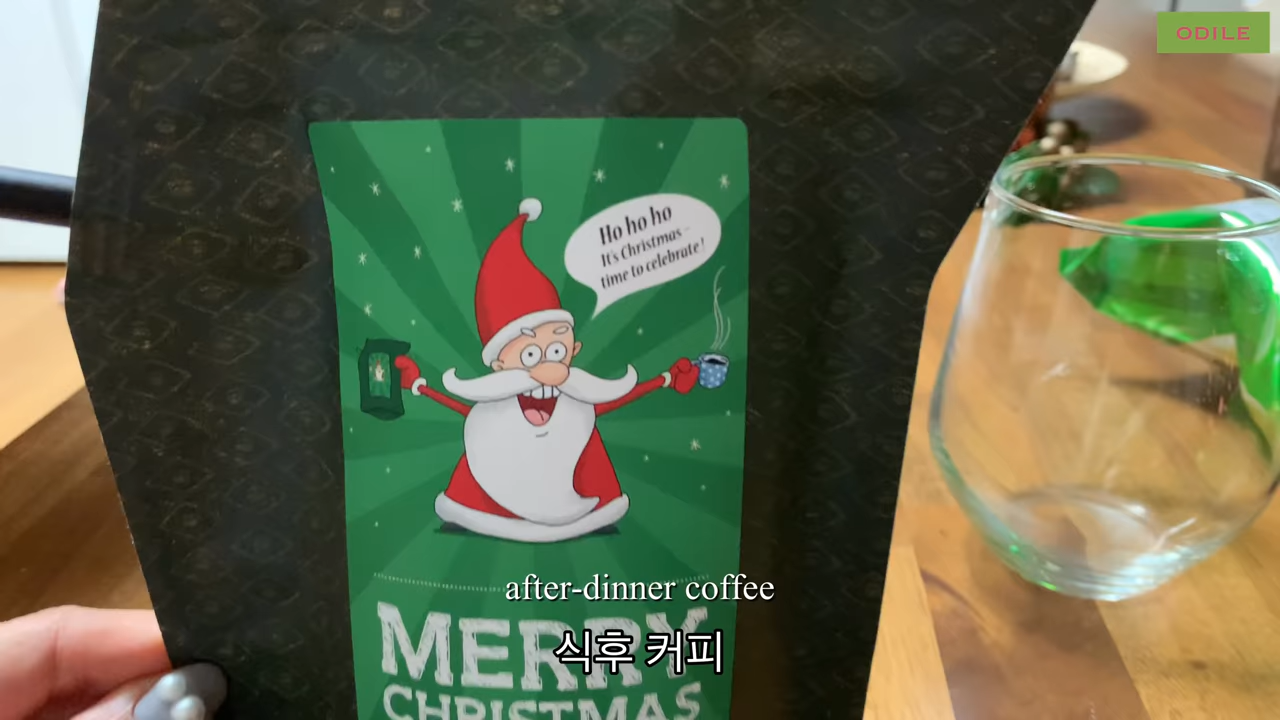 ODILE
Ho ho ho
It's Christmas -
time to celebrate!
after-dinner coffee
MERRY
식후 커피
CHRISTMAS